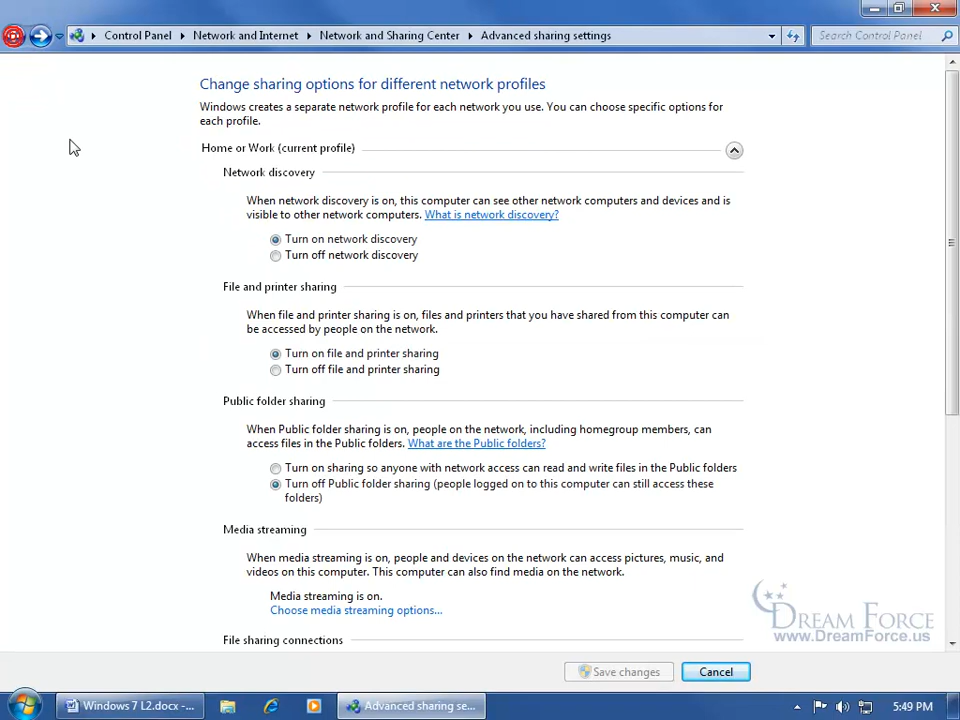 Control Panel Network and Internet Network and Sharing Center Advanced sharing settings Search Control Panel
Change sharing options for different network profiles
Windows creates a separate network profile for each network you use. You can choose specific options for
each profile.
Home or Work (current profile)
Network discovery
When network discovery is on, this computer can see other network computers and devices and is
visible to other network computers. What is network discovery?
Turn on network discovery
Turn off network discovery
File and printer sharing
When file and printer sharing is on, files and printers that you have shared from this computer can
be accessed by people on the network.
Turn on file and printer sharing
Turn off file and printer sharing
Public folder sharing
When Public folder sharing is on, people on the network, including homegroup members, can
access files in the Public folders. What are the Public folders?
Turn on sharing so anyone with network access can read and write files in the Public folders
Turn off Public folder sharing (people logged on to this computer can still access these
folders)
Media streaming
When media streaming is on, people and devices on the network can access pictures, music, and
videos on this computer. This computer can also find media on the network.
Media streaming is on.
Choose media streaming options...
File sharing connections
DREAM FORCE
www.DreamForce.us
Save changes Cancel
Windows 7 L2.docx -... Advanced sharing se... 5:49 PM